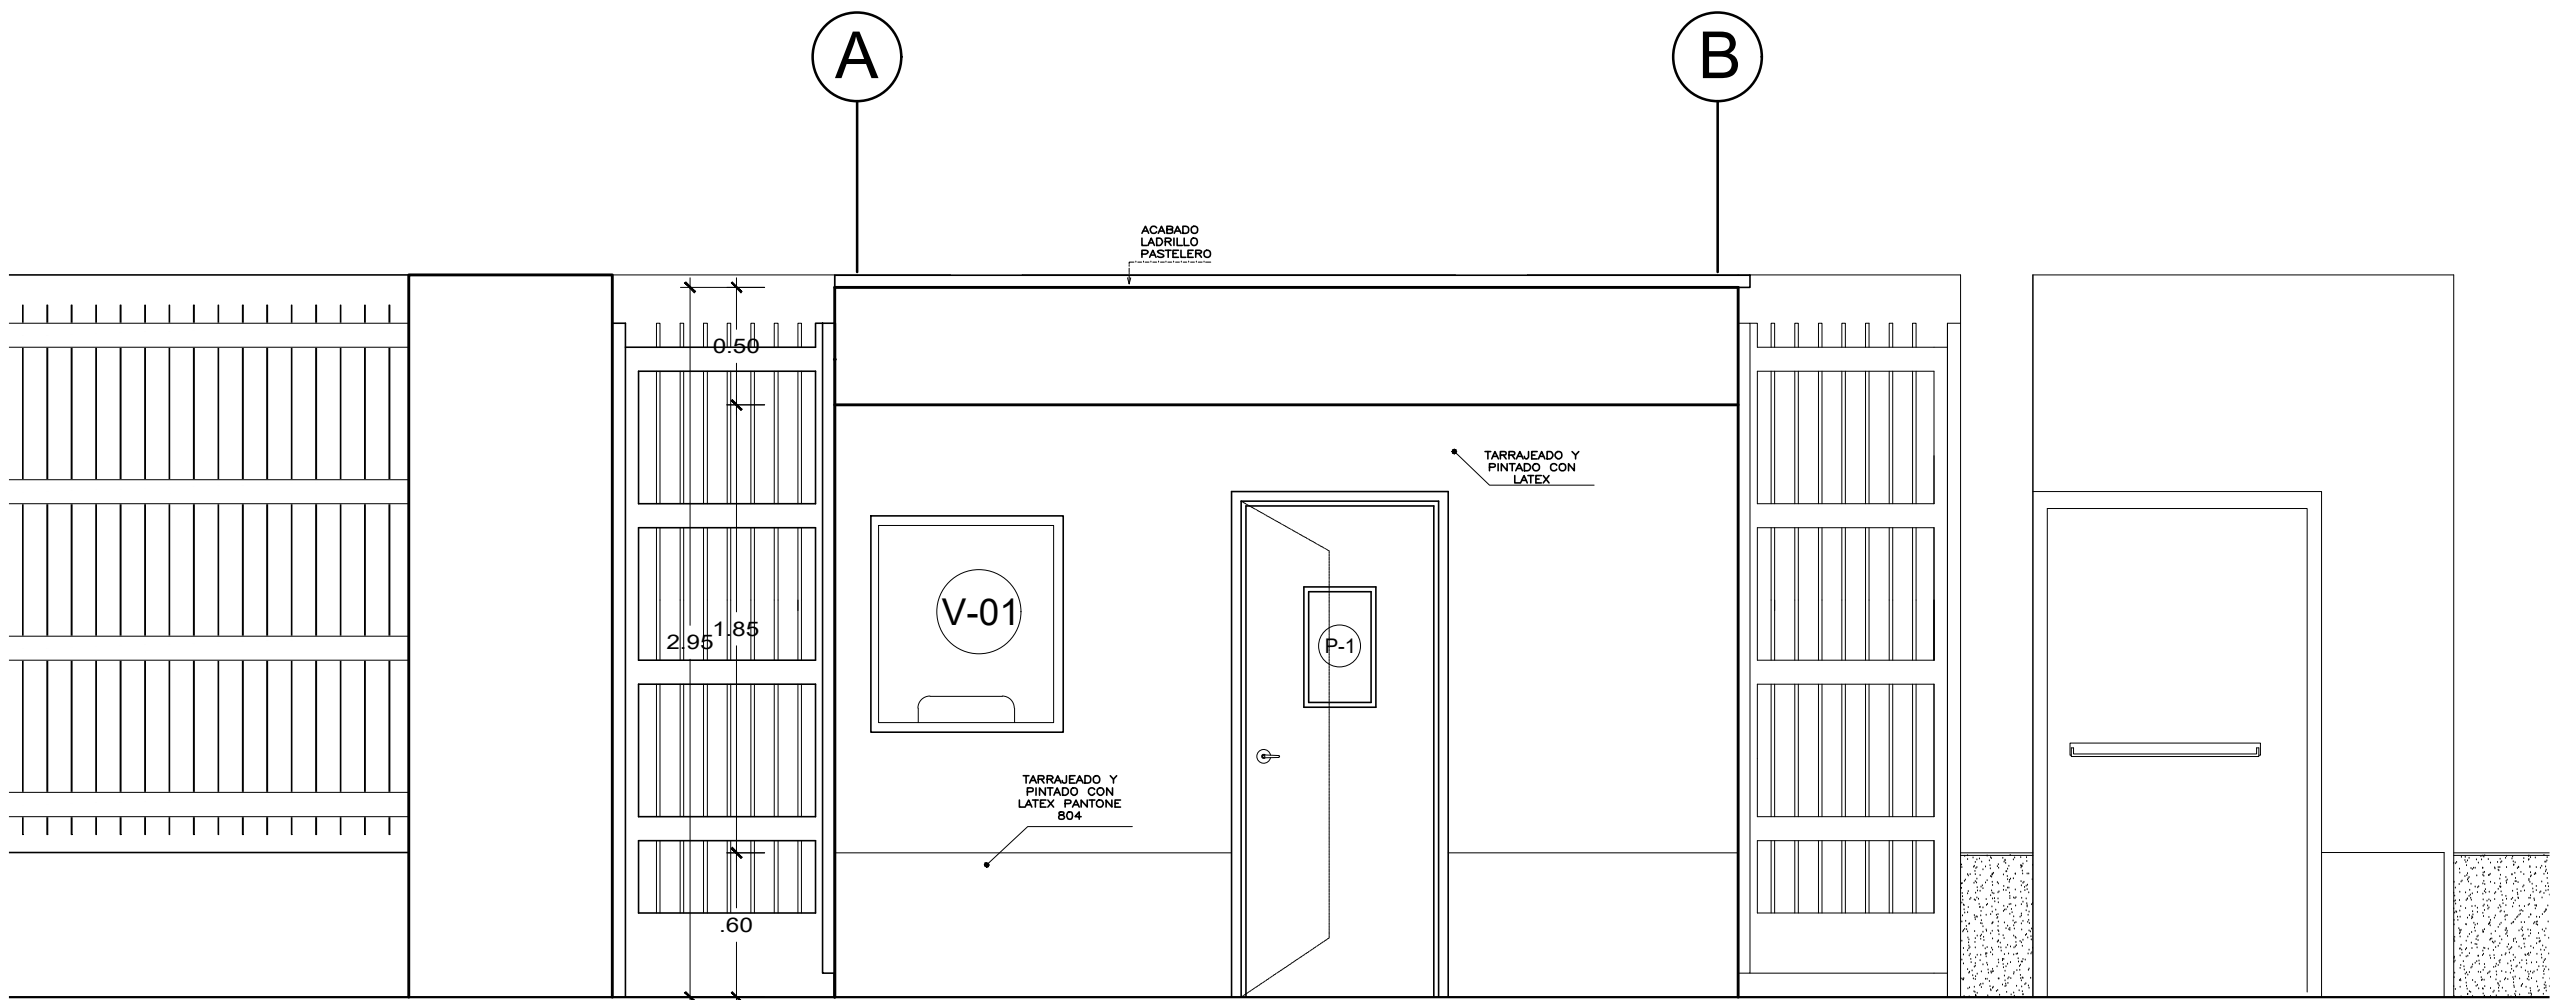 A
B
ACABADO
LADRILLO
PASTELERO
0.50
TARRAJEADO Y
PINTADO CON
LATEX
V-01
1.85
2.95
P-1
TARRAJEADO Y
PINTADO CON
LATEX PANTONE
804
.60